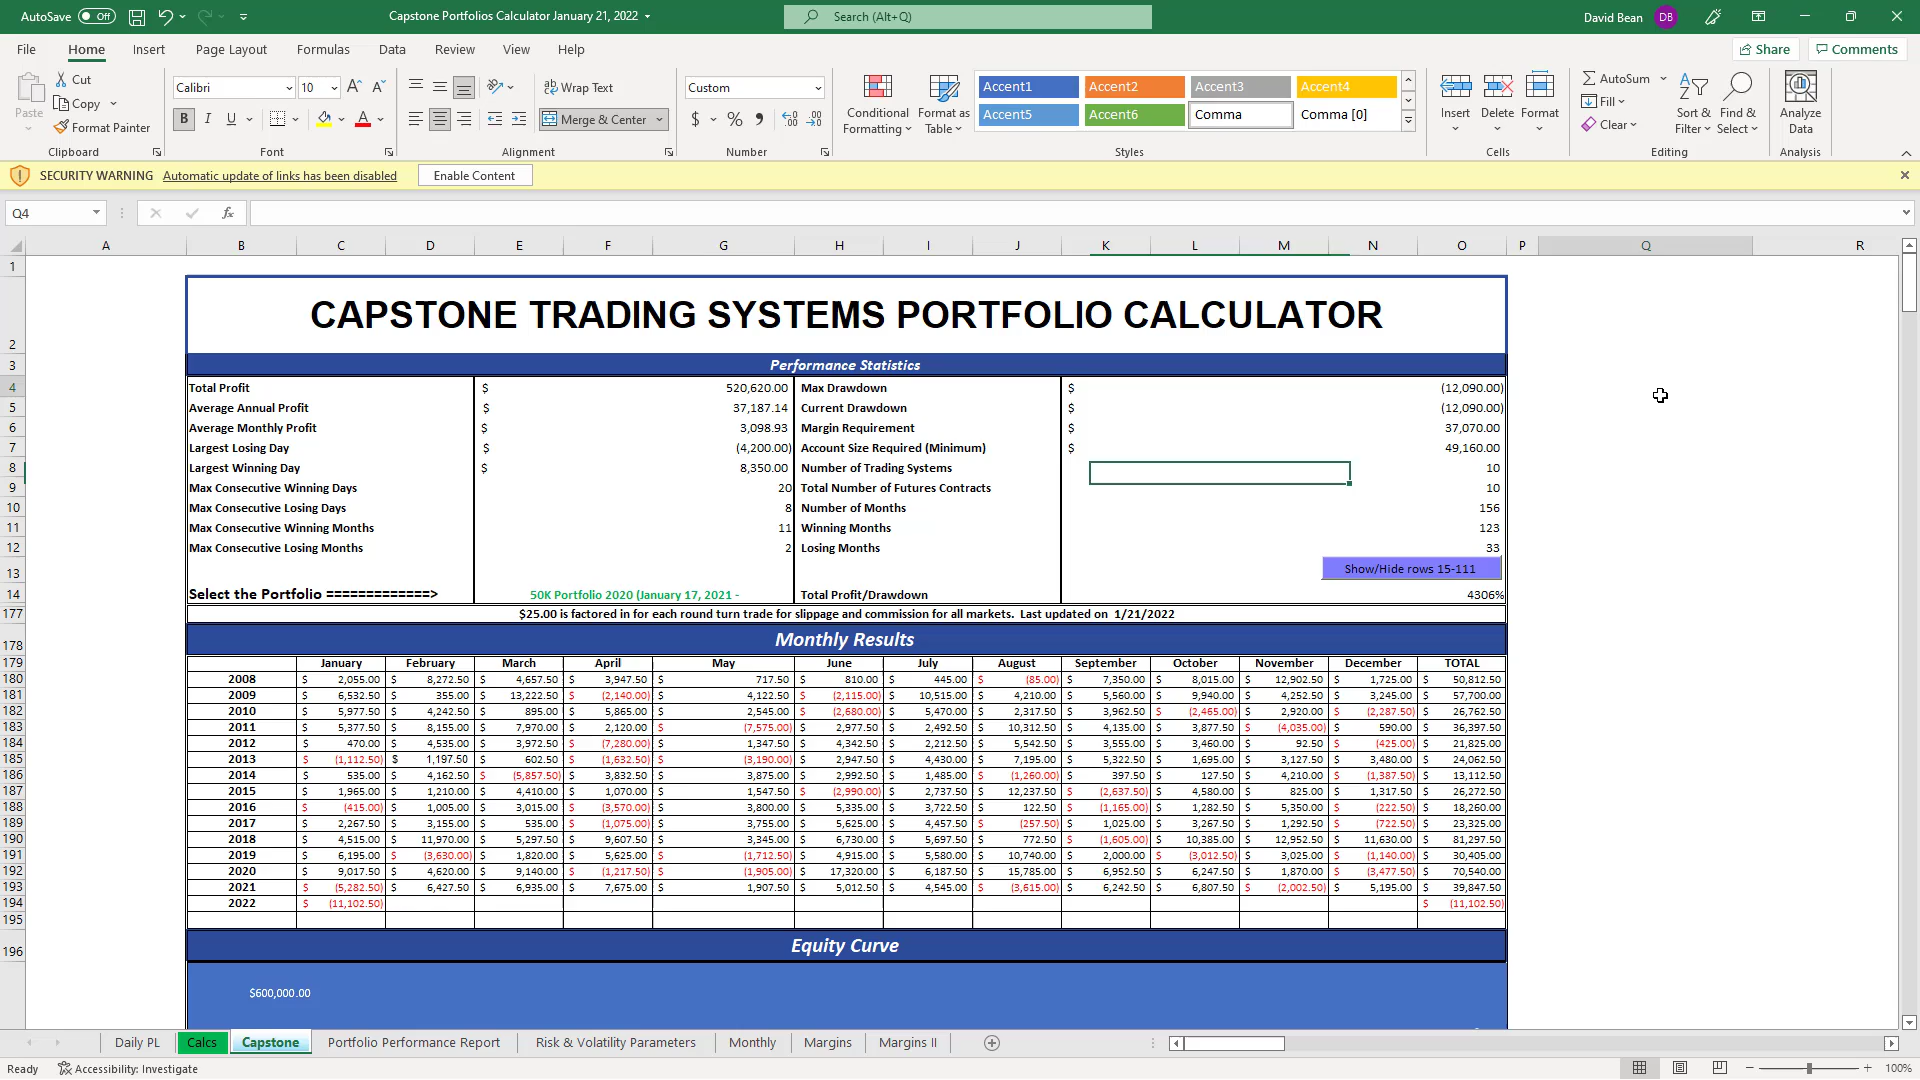 AutoSave Off Capstone Portfolios Calculator January 21, 2022 Search (Alt+Q) David Bean DB
File Home Insert Page Layout Formulas Data Review View Help Share Comments
Paste Cut Copy Format Painter Clipboard
Calibri 10 B I U Font
Wrap Text Merge & Center Alignment
Custom $ % Number
Conditional Formatting Format as Table
Accent1 Accent2 Accent3 Accent4
Accent5 Accent6 Comma Comma [0]
Styles
Insert Delete Format Cells
AutoSum Fill Clear Sort & Filter Find & Select Editing
Analyze Data Analysis
SECURITY WARNING Automatic update of links has been disabled Enable Content
Q4 fx
A B C D E F G H I J K L M N O P Q R
1
2 CAPSTONE TRADING SYSTEMS PORTFOLIO CALCULATOR
3 Performance Statistics
4 Total Profit $ 520,620.00 Max Drawdown $ (12,090.00)
5 Average Annual Profit $ 37,187.14 Current Drawdown $ (12,090.00)
6 Average Monthly Profit $ 3,098.93 Margin Requirement $ 37,070.00
7 Largest Losing Day $ (4,200.00) Account Size Required (Minimum) $ 49,160.00
8 Largest Winning Day $ 8,350.00 Number of Trading Systems 10
9 Max Consecutive Winning Days 20 Total Number of Futures Contracts 10
10 Max Consecutive Losing Days 8 Number of Months 156
11 Max Consecutive Winning Months 11 Winning Months 123
12 Max Consecutive Losing Months 2 Losing Months 33
13 Show/Hide rows 15-111
14 Select the Portfolio =============> 50K Portfolio 2020 (January 17, 2021 - Total Profit/Drawdown 4306%
177 $25.00 is factored in for each round turn trade for slippage and commission for all markets. Last updated on 1/21/2022
178 Monthly Results
179 January February March April May June July August September October November December TOTAL
180 2008 $ 2,055.00 $ 8,272.50 $ 4,657.50 $ 3,947.50 $ 717.50 $ 810.00 $ 445.00 $ (85.00) $ 7,350.00 $ 8,015.00 $ 12,902.50 $ 1,725.00 $ 50,812.50
181 2009 $ 6,532.50 $ 355.00 $ 13,222.50 $ (2,140.00) $ 4,122.50 $ (2,115.00) $ 10,515.00 $ 4,210.00 $ 5,560.00 $ 9,940.00 $ 4,252.50 $ 3,245.00 $ 57,700.00
182 2010 $ 5,977.50 $ 4,242.50 $ 895.00 $ 5,865.00 $ 2,545.00 $ (2,680.00) $ 5,470.00 $ 2,317.50 $ 3,962.50 $ (2,465.00) $ 2,920.00 $ (2,287.50) $ 26,762.50
183 2011 $ 5,377.50 $ 8,155.00 $ 7,970.00 $ 2,120.00 $ (7,575.00) $ 2,977.50 $ 2,492.50 $ 10,312.50 $ 4,135.00 $ 3,877.50 $ (4,035.00) $ 590.00 $ 36,397.50
184 2012 $ 470.00 $ 4,535.00 $ 3,972.50 $ (7,280.00) $ 1,347.50 $ 4,342.50 $ 2,212.50 $ 5,542.50 $ 3,555.00 $ 3,460.00 $ 92.50 $ (425.00) $ 21,825.00
185 2013 $ (1,112.50) $ 1,197.50 $ 602.50 $ (1,632.50) $ (3,190.00) $ 2,947.50 $ 4,430.00 $ 7,195.00 $ 5,322.50 $ 1,695.00 $ 3,127.50 $ 3,480.00 $ 24,062.50
186 2014 $ 535.00 $ 4,162.50 $ (5,857.50) $ 3,832.50 $ 3,875.00 $ 2,992.50 $ 1,485.00 $ (1,260.00) $ 397.50 $ 127.50 $ 4,210.00 $ (1,387.50) $ 13,112.50
187 2015 $ 1,965.00 $ 1,210.00 $ 4,410.00 $ 1,070.00 $ 1,547.50 $ (2,990.00) $ 2,737.50 $ 12,237.50 $ (2,637.50) $ 4,580.00 $ 825.00 $ 1,317.50 $ 26,272.50
188 2016 $ (415.00) $ 1,005.00 $ 3,015.00 $ (3,570.00) $ 3,800.00 $ 5,335.00 $ 3,722.50 $ 122.50 $ (1,165.00) $ 1,282.50 $ 5,350.00 $ (222.50) $ 18,260.00
189 2017 $ 2,267.50 $ 3,155.00 $ 535.00 $ (1,075.00) $ 3,755.00 $ 5,625.00 $ 4,457.50 $ (257.50) $ 1,025.00 $ 3,267.50 $ 1,292.50 $ (722.50) $ 23,325.00
190 2018 $ 4,515.00 $ 11,970.00 $ 5,297.50 $ 9,607.50 $ 3,345.00 $ 6,730.00 $ 5,697.50 $ 772.50 $ (1,605.00) $ 10,385.00 $ 12,952.50 $ 11,630.00 $ 81,297.50
191 2019 $ 6,195.00 $ (3,630.00) $ 1,820.00 $ 5,625.00 $ (1,712.50) $ 4,915.00 $ 5,580.00 $ 10,740.00 $ 2,000.00 $ (3,012.50) $ 3,025.00 $ (1,140.00) $ 30,405.00
192 2020 $ 9,017.50 $ 4,620.00 $ 9,140.00 $ (1,217.50) $ (1,905.00) $ 17,320.00 $ 6,187.50 $ 15,785.00 $ 6,952.50 $ 6,247.50 $ 1,870.00 $ (3,477.50) $ 70,540.00
193 2021 $ (5,282.50) $ 6,427.50 $ 6,935.00 $ 7,675.00 $ 1,907.50 $ 5,012.50 $ 4,545.00 $ (3,615.00) $ 6,242.50 $ 6,807.50 $ (2,002.50) $ 5,195.00 $ 39,847.50
194 2022 $ (11,102.50) $ (11,102.50)
195
196 Equity Curve
$600,000.00
Daily PL Calcs Capstone Portfolio Performance Report Risk & Volatility Parameters Monthly Margins Margins II
Ready Accessibility: Investigate 100%